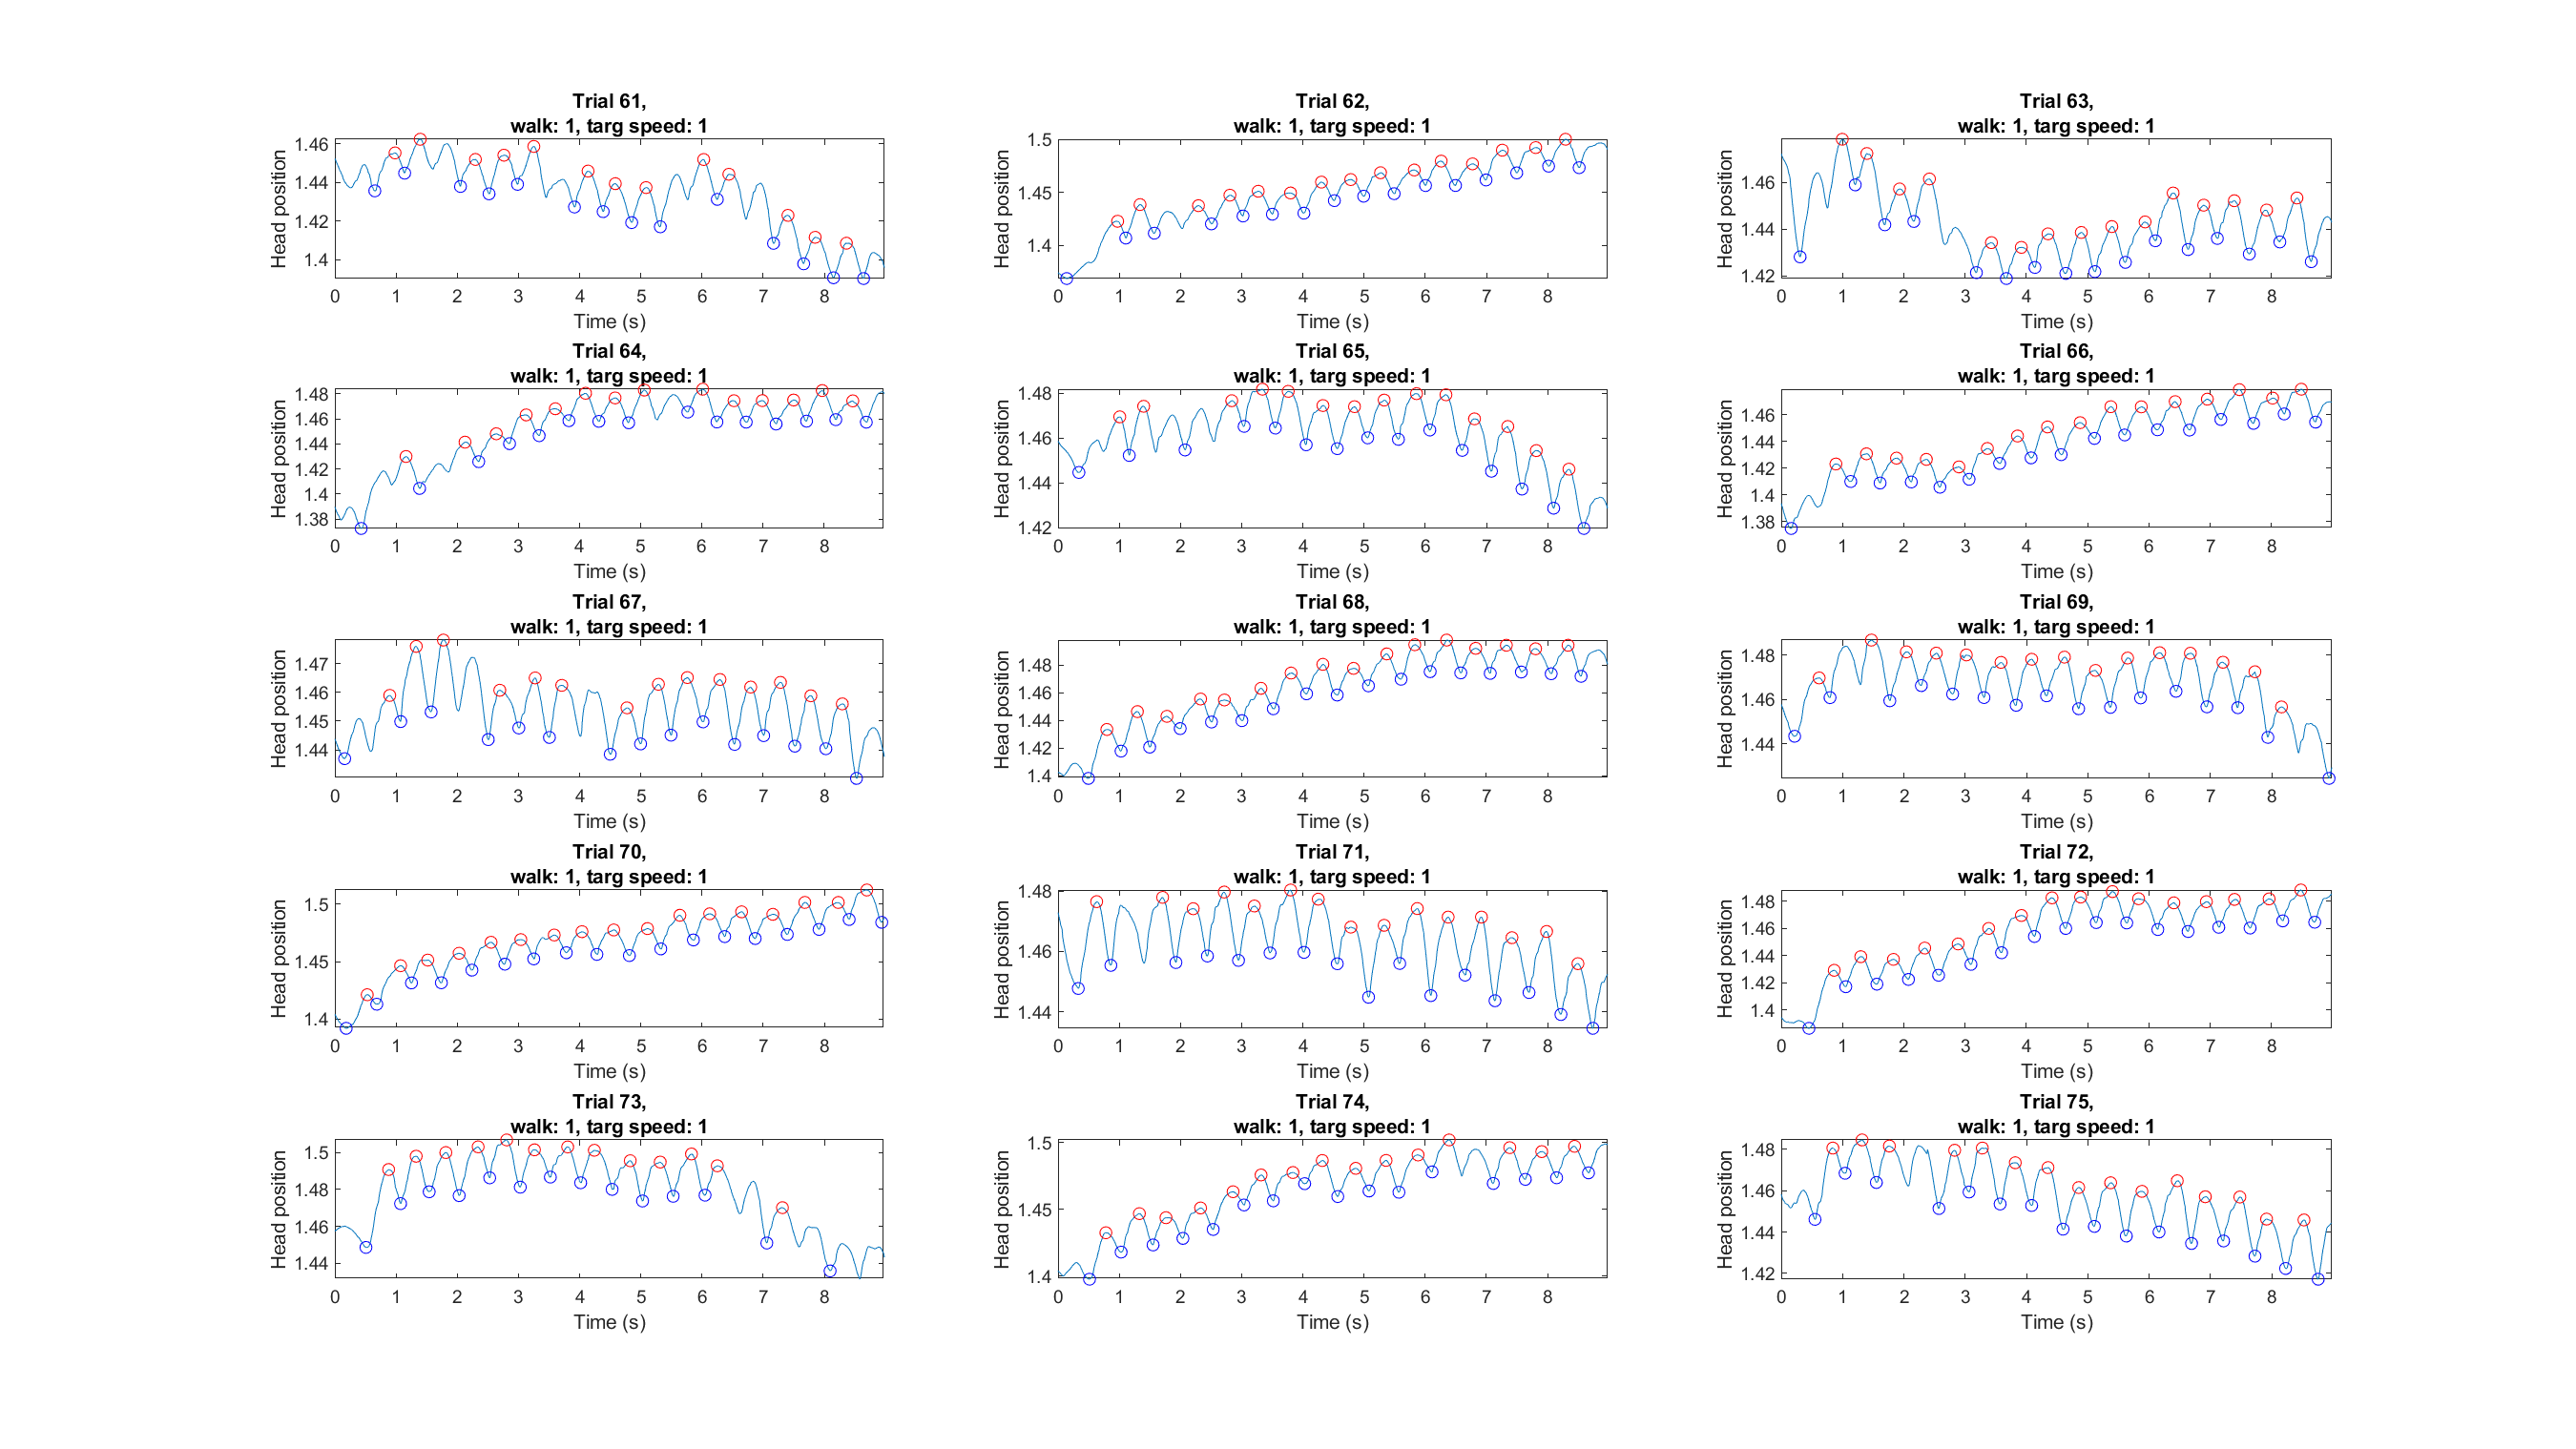 Trial 61,
walk: 1, targ speed: 1
Head position
1.46
1.44
1.42
1.4
0 1 2 3 4 5 6 7 8
Time (s)
Trial 62,
walk: 1, targ speed: 1
Head position
1.5
1.45
1.4
0 1 2 3 4 5 6 7 8
Time (s)
Trial 63,
walk: 1, targ speed: 1
Head position
1.46
1.44
1.42
0 1 2 3 4 5 6 7 8
Time (s)
Trial 64,
walk: 1, targ speed: 1
Head position
1.48
1.46
1.44
1.42
1.4
1.38
0 1 2 3 4 5 6 7 8
Time (s)
Trial 65,
walk: 1, targ speed: 1
Head position
1.48
1.46
1.44
1.42
0 1 2 3 4 5 6 7 8
Time (s)
Trial 66,
walk: 1, targ speed: 1
Head position
1.46
1.44
1.42
1.4
1.38
0 1 2 3 4 5 6 7 8
Time (s)
Trial 67,
walk: 1, targ speed: 1
Head position
1.47
1.46
1.45
1.44
0 1 2 3 4 5 6 7 8
Time (s)
Trial 68,
walk: 1, targ speed: 1
Head position
1.48
1.46
1.44
1.42
1.4
0 1 2 3 4 5 6 7 8
Time (s)
Trial 69,
walk: 1, targ speed: 1
Head position
1.48
1.46
1.44
0 1 2 3 4 5 6 7 8
Time (s)
Trial 70,
walk: 1, targ speed: 1
Head position
1.5
1.45
1.4
0 1 2 3 4 5 6 7 8
Time (s)
Trial 71,
walk: 1, targ speed: 1
Head position
1.48
1.46
1.44
0 1 2 3 4 5 6 7 8
Time (s)
Trial 72,
walk: 1, targ speed: 1
Head position
1.48
1.46
1.44
1.42
1.4
0 1 2 3 4 5 6 7 8
Time (s)
Trial 73,
walk: 1, targ speed: 1
Head position
1.5
1.48
1.46
1.44
0 1 2 3 4 5 6 7 8
Time (s)
Trial 74,
walk: 1, targ speed: 1
Head position
1.5
1.45
1.4
0 1 2 3 4 5 6 7 8
Time (s)
Trial 75,
walk: 1, targ speed: 1
Head position
1.48
1.46
1.44
1.42
0 1 2 3 4 5 6 7 8
Time (s)